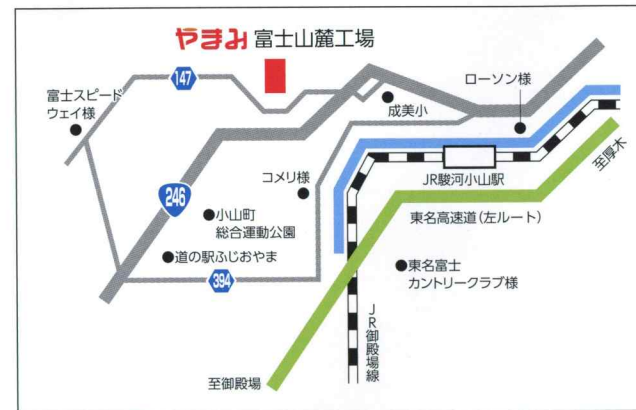 やまみ 富士山麓工場
147
富士スピード
ウェイ様
成美小
ローソン様
至厚木
JR駿河小山駅
コメリ様
246
小山町
総合運動公園
東名高速道(左ルート)
道の駅ふじおやま
394
東名富士
カントリークラブ様
JR御殿場線
至御殿場